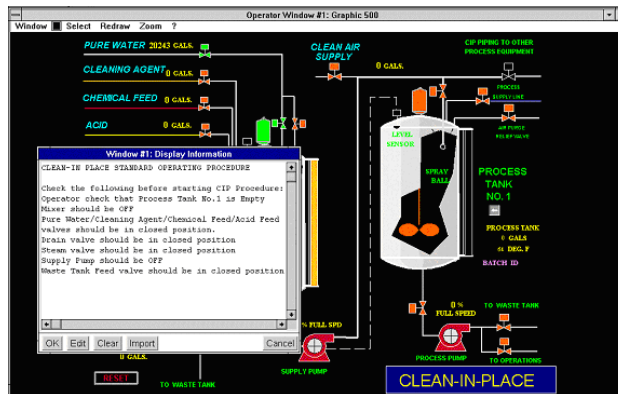 Operator Window #1: Graphic 500
Window Select Redraw Zoom ?
PURE WATER 20243 GALS.
CLEANING AGENT 0 GALS.
CHEMICAL FEED 0 GALS.
ACID 0 GALS.
CLEAN AIR
SUPPLY
0 GALS.
CIP PIPING TO OTHER
PROCESS EQUIPMENT
PROCESS
SUPPLY LINE
AIR PURGE
RELIEF VALVE
LEVEL
SENSOR
SPRAY
BALL
PROCESS
TANK
NO. 1
PROCESS TANK
0 GALS
DEG. F
BATCH ID
Window #1: Display Information
CLEAN-IN PLACE STANDARD OPERATING PROCEDURE
Check the following before starting CIP Procedure:
Operator check that Process Tank No.1 is Empty
Mixer should be OFF
Pure Water/Cleaning Agent/Chemical Feed/Acid Feed
valves should be in closed position.
Drain valve should be in closed position
Steam valve should be in closed position
Supply Pump should be OFF
Waste Tank Feed valve should be in closed position
OK Edit Clear Import Cancel
% FULL SPD
0 %
FULL SPEED
TO WASTE TANK
PROCESS PUMP
TO OPERATIONS
0 GALS.
RESET
TO WASTE TANK
SUPPLY PUMP
CLEAN-IN-PLACE